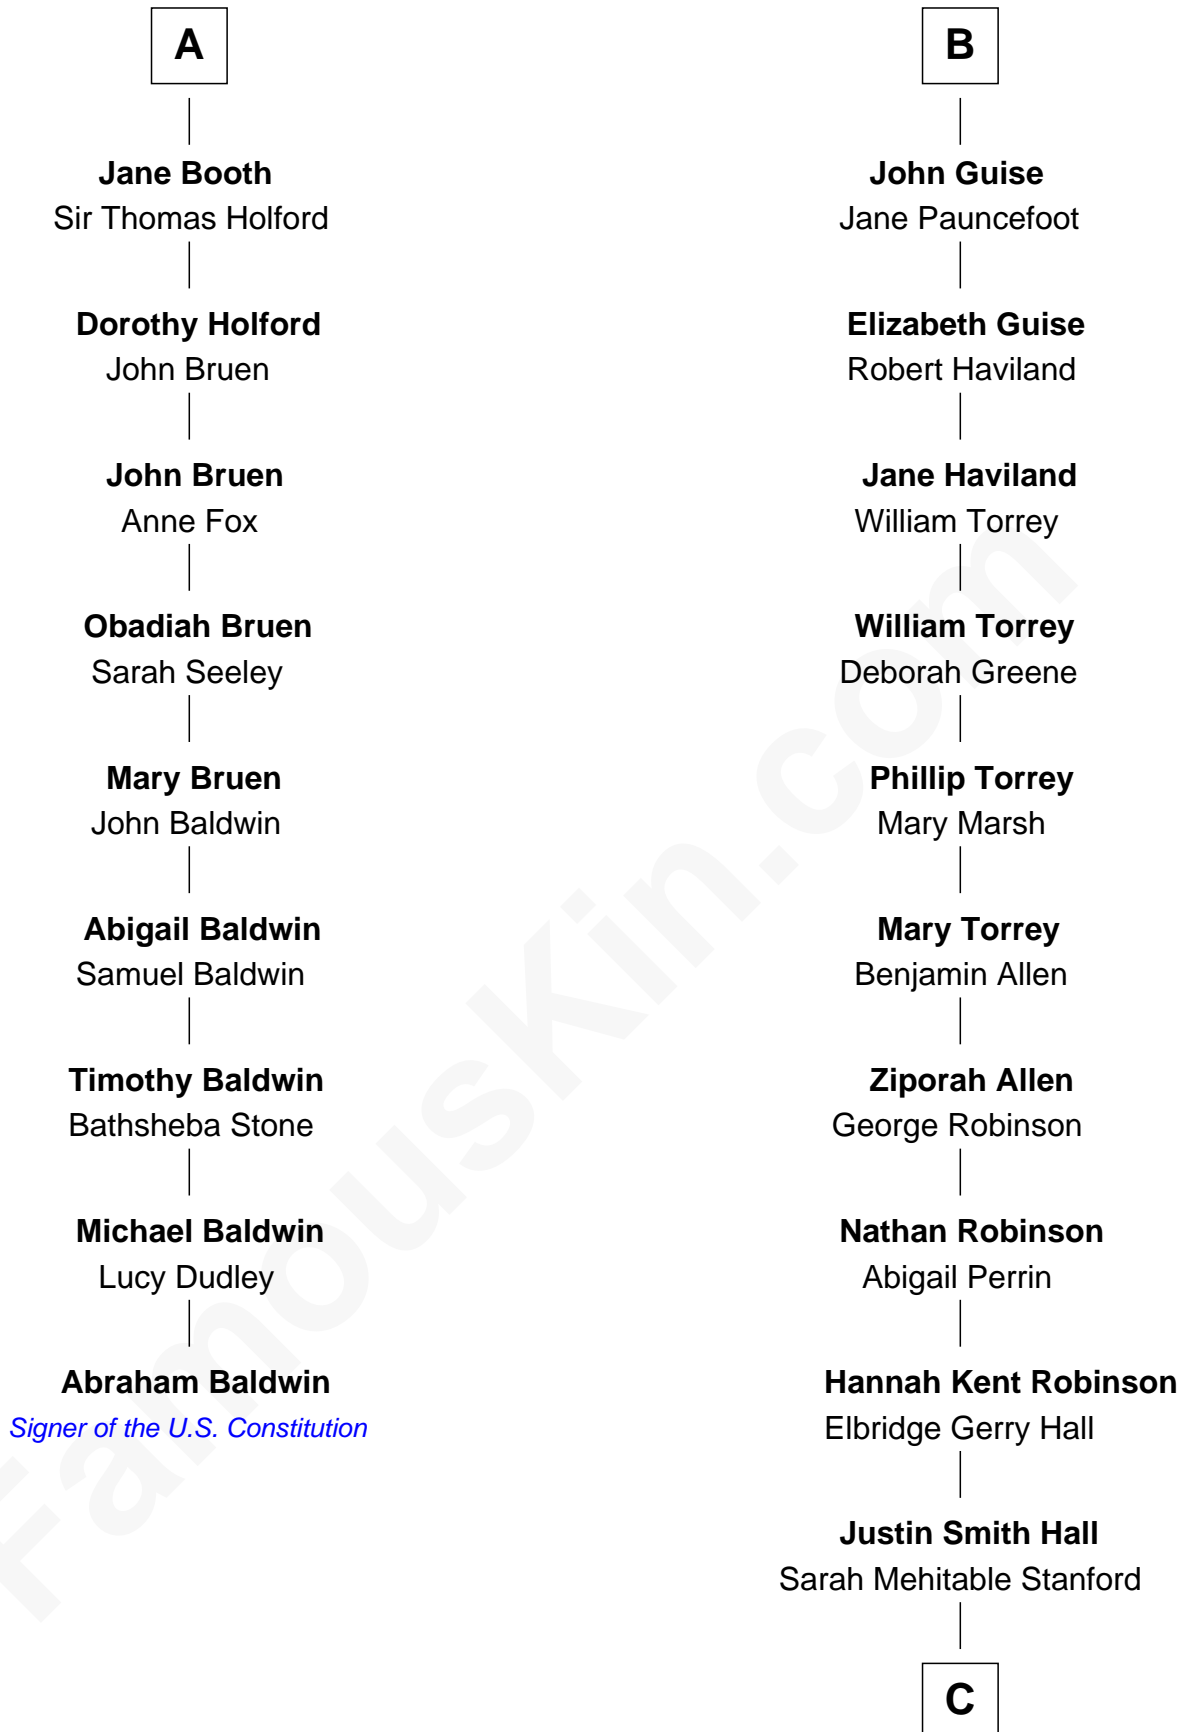 A
Jane Booth
Sir Thomas Holford
Dorothy Holford
John Bruen
John Bruen
Anne Fox
Obadiah Bruen
Sarah Seeley
Mary Bruen
John Baldwin
Abigail Baldwin
Samuel Baldwin
Timothy Baldwin
Bathsheba Stone
Michael Baldwin
Lucy Dudley
Abraham Baldwin
Signer of the U.S. Constitution
B
John Guise
Jane Pauncefoot
Elizabeth Guise
Robert Haviland
Jane Haviland
William Torrey
William Torrey
Deborah Greene
Phillip Torrey
Mary Marsh
Mary Torrey
Benjamin Allen
Ziporah Allen
George Robinson
Nathan Robinson
Abigail Perrin
Hannah Kent Robinson
Elbridge Gerry Hall
Justin Smith Hall
Sarah Mehitable Stanford
C
FamousKin.com